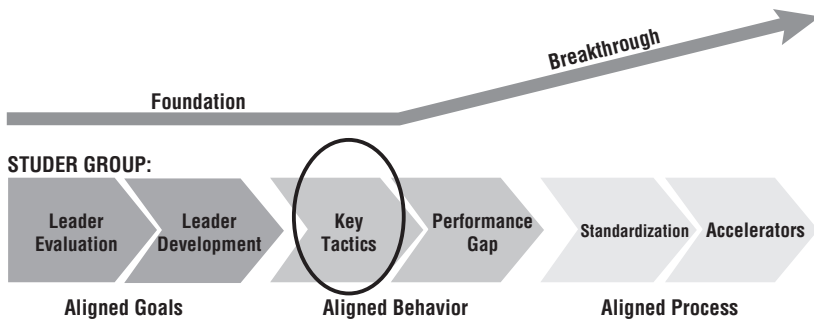 Breakthrough
Foundation
STUDER GROUP:
Leader
Evaluation
Leader
Development
Key
Tactics
Performance
Gap
Standardization
Accelerators
Aligned Goals
Aligned Behavior
Aligned Process